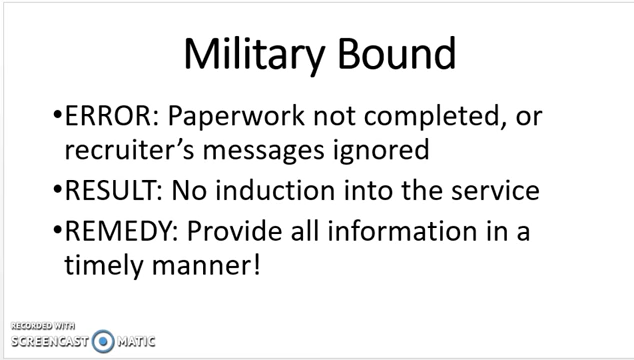 Military Bound
•ERROR: Paperwork not completed, or
recruiter's messages ignored
•RESULT: No induction into the service
•REMEDY: Provide all information in a
timely manner!
RECORDED WITH
SCREENCAST MATIC